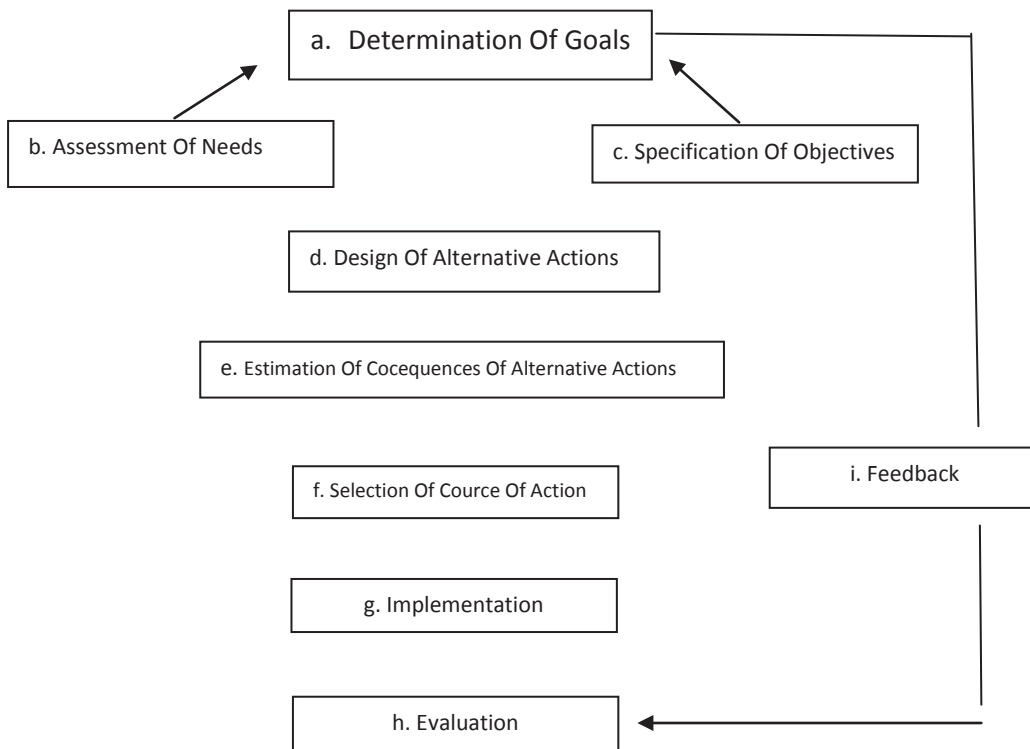 a. Determination Of Goals
b. Assessment Of Needs
c. Specification Of Objectives
d. Design Of Alternative Actions
e. Estimation Of Cocequences Of Alternative Actions
f. Selection Of Cource Of Action
i. Feedback
g. Implementation
h. Evaluation